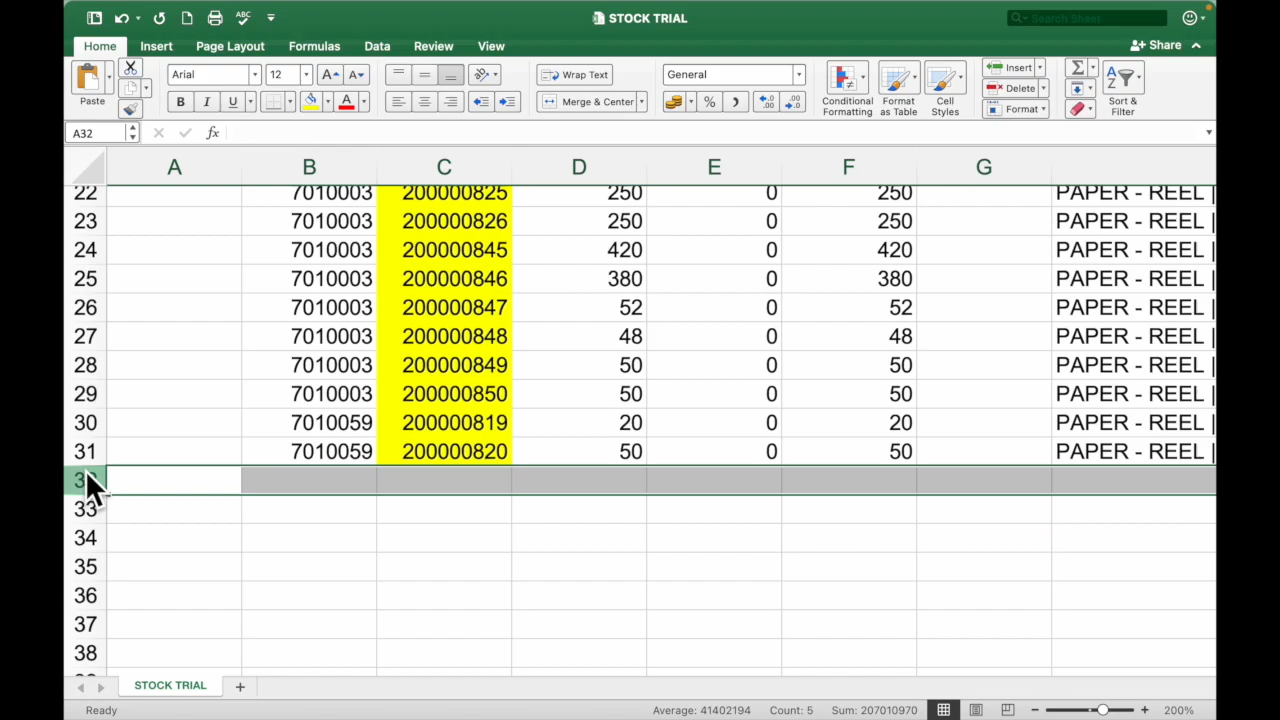 ABC
STOCK TRIAL
Search Sheet
Home Insert Page Layout Formulas Data Review View
Share
Paste
Arial 12 A A
B I U A
Wrap Text
Merge & Center
General
%
Conditional Formatting
Format as Table
Cell Styles
Insert
Delete
Format
Σ
A Z
Sort & Filter
A32 fx
A B C D E F G
22 7010003 200000825 250 0 250 PAPER - REEL |
23 7010003 200000826 250 0 250 PAPER - REEL |
24 7010003 200000845 420 0 420 PAPER - REEL |
25 7010003 200000846 380 0 380 PAPER - REEL |
26 7010003 200000847 52 0 52 PAPER - REEL |
27 7010003 200000848 48 0 48 PAPER - REEL |
28 7010003 200000849 50 0 50 PAPER - REEL |
29 7010003 200000850 50 0 50 PAPER - REEL |
30 7010059 200000819 20 0 20 PAPER - REEL |
31 7010059 200000820 50 0 50 PAPER - REEL |
33
34
35
36
37
38
STOCK TRIAL +
Ready Average: 41402194 Count: 5 Sum: 207010970 − + 200%